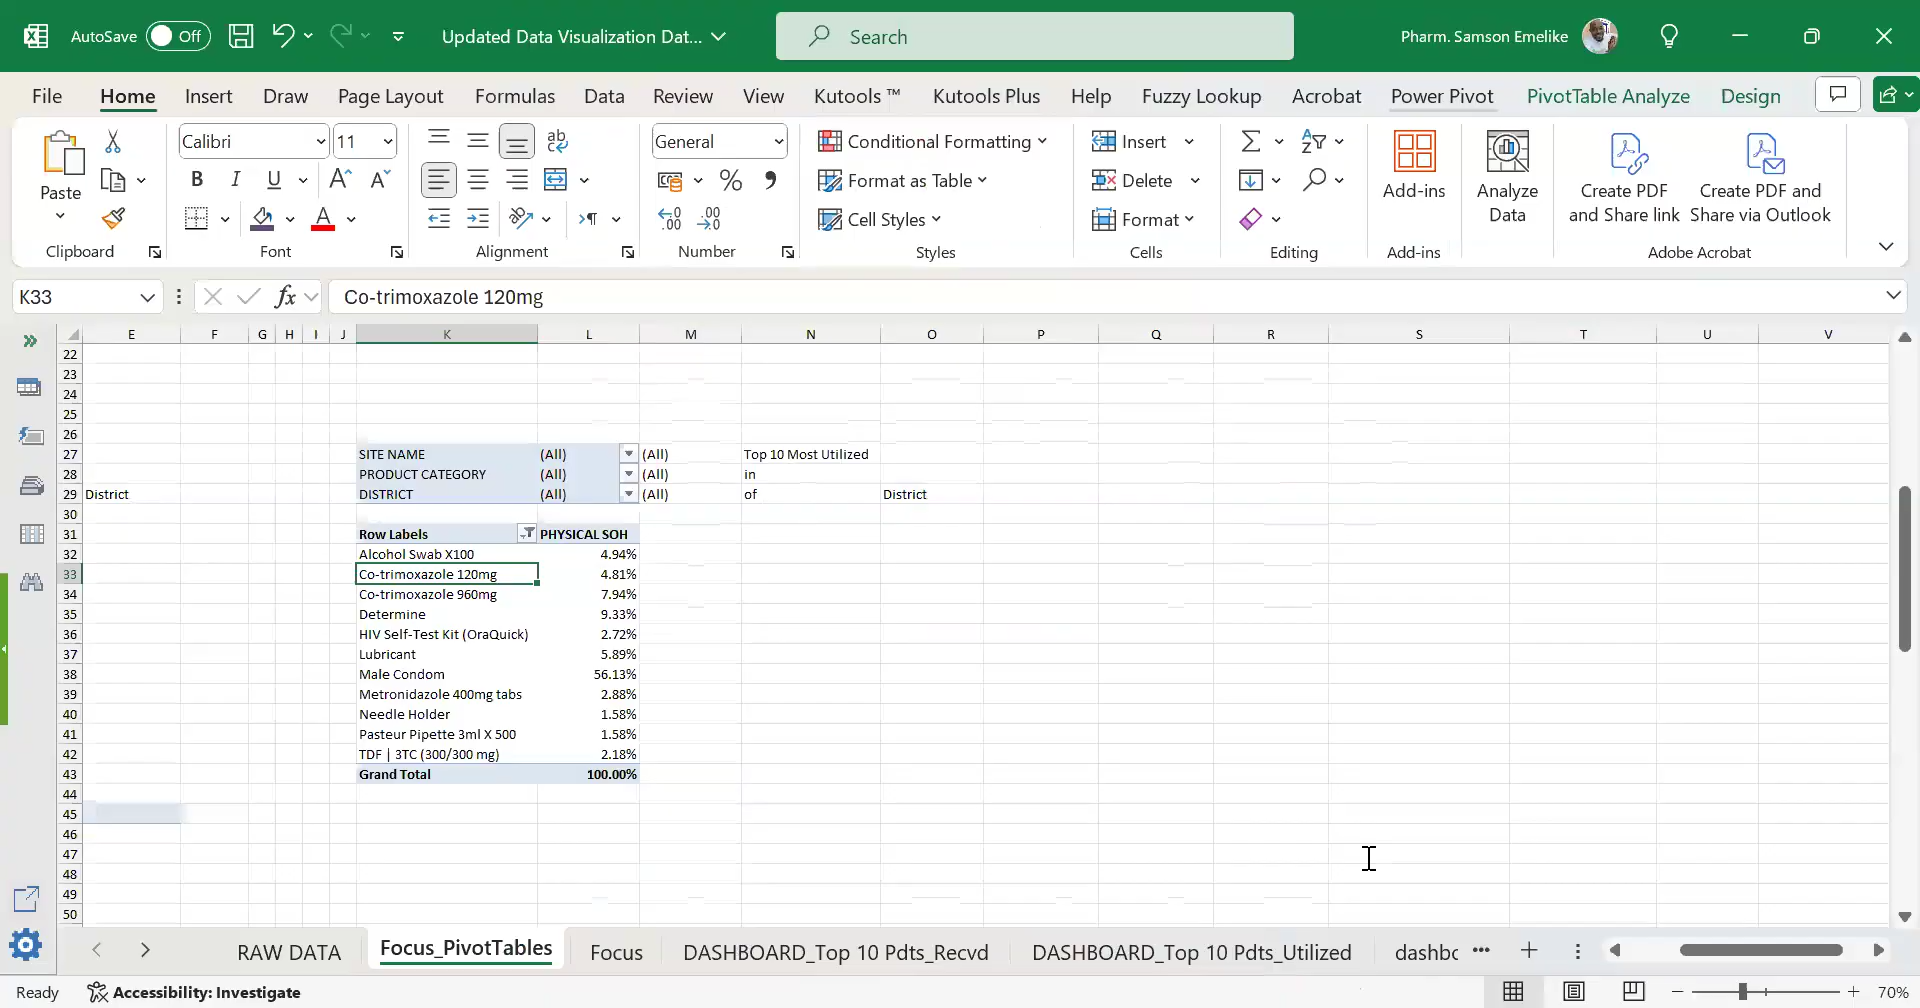 AutoSave Off Updated Data Visualization Dat... Search Pharm. Samson Emelike
File Home Insert Draw Page Layout Formulas Data Review View Kutools ™ Kutools Plus Help Fuzzy Lookup Acrobat Power Pivot PivotTable Analyze Design
Paste
Clipboard
Calibri 11
B I U A A
A
Font
ab
Alignment
General
% 9
Number
Conditional Formatting
Format as Table
Cell Styles
Styles
Insert
Delete
Format
Cells
Editing
Add-ins
Add-ins
Analyze
Data
Create PDF
and Share link
Create PDF and
Share via Outlook
Adobe Acrobat
K33 fx Co-trimoxazole 120mg
E F G H I J K L M N O P Q R S T U V
22
23
24
25
26
27 SITE NAME (All) (All) Top 10 Most Utilized
28 PRODUCT CATEGORY (All) (All) in
29 District DISTRICT (All) (All) of District
30
31 Row Labels PHYSICAL SOH
32 Alcohol Swab X100 4.94%
33 Co-trimoxazole 120mg 4.81%
34 Co-trimoxazole 960mg 7.94%
35 Determine 9.33%
36 HIV Self-Test Kit (OraQuick) 2.72%
37 Lubricant 5.89%
38 Male Condom 56.13%
39 Metronidazole 400mg tabs 2.88%
40 Needle Holder 1.58%
41 Pasteur Pipette 3ml X 500 1.58%
42 TDF | 3TC (300/300 mg) 2.18%
43 Grand Total 100.00%
44
45
46
47
48
49
50
RAW DATA Focus_PivotTables Focus DASHBOARD_Top 10 Pdts_Recvd DASHBOARD_Top 10 Pdts_Utilized dashbc ...
Ready Accessibility: Investigate 70%